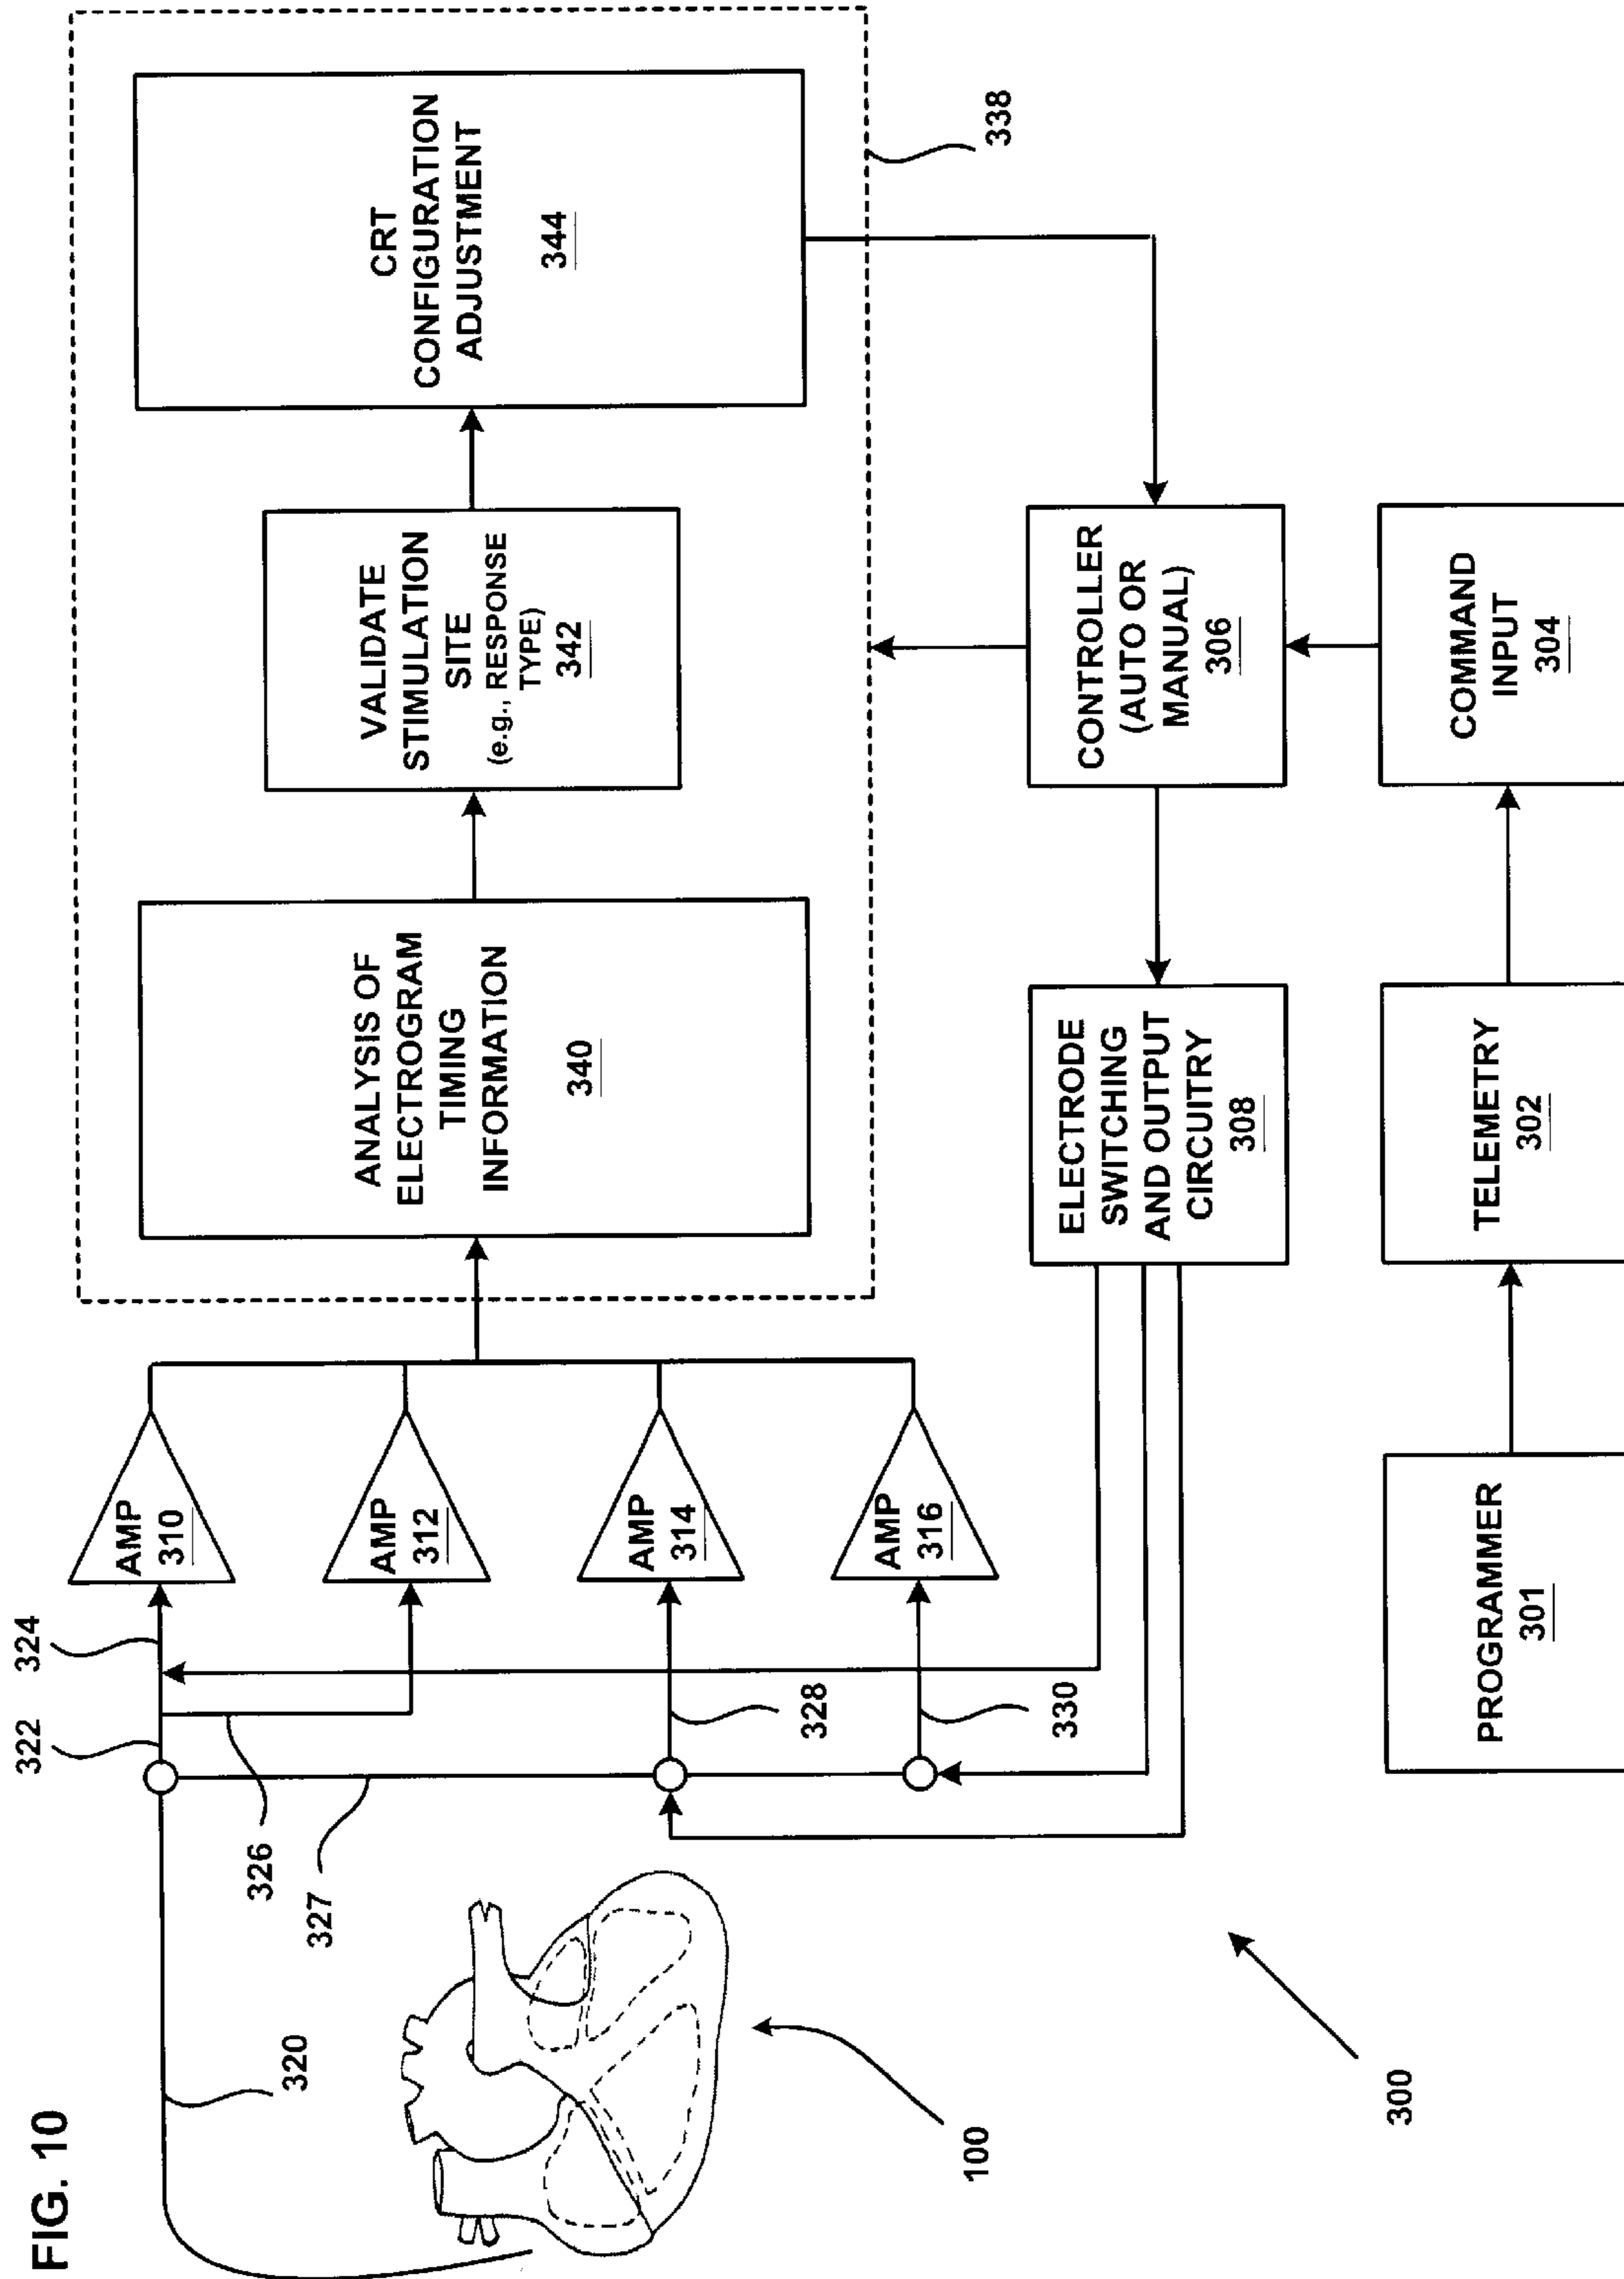 FIG. 10
100
300
320
322
324
326
327
328
330
AMP
310
AMP
312
AMP
314
AMP
316
ANALYSIS OF
ELECTROGRAM
TIMING
INFORMATION
340
VALIDATE
STIMULATION
SITE
(e.g., RESPONSE
TYPE)
342
CRT
CONFIGURATION
ADJUSTMENT
344
338
ELECTRODE
SWITCHING
AND OUTPUT
CIRCUITRY
308
CONTROLLER
(AUTO OR
MANUAL)
306
PROGRAMMER
301
TELEMETRY
302
COMMAND
INPUT
304